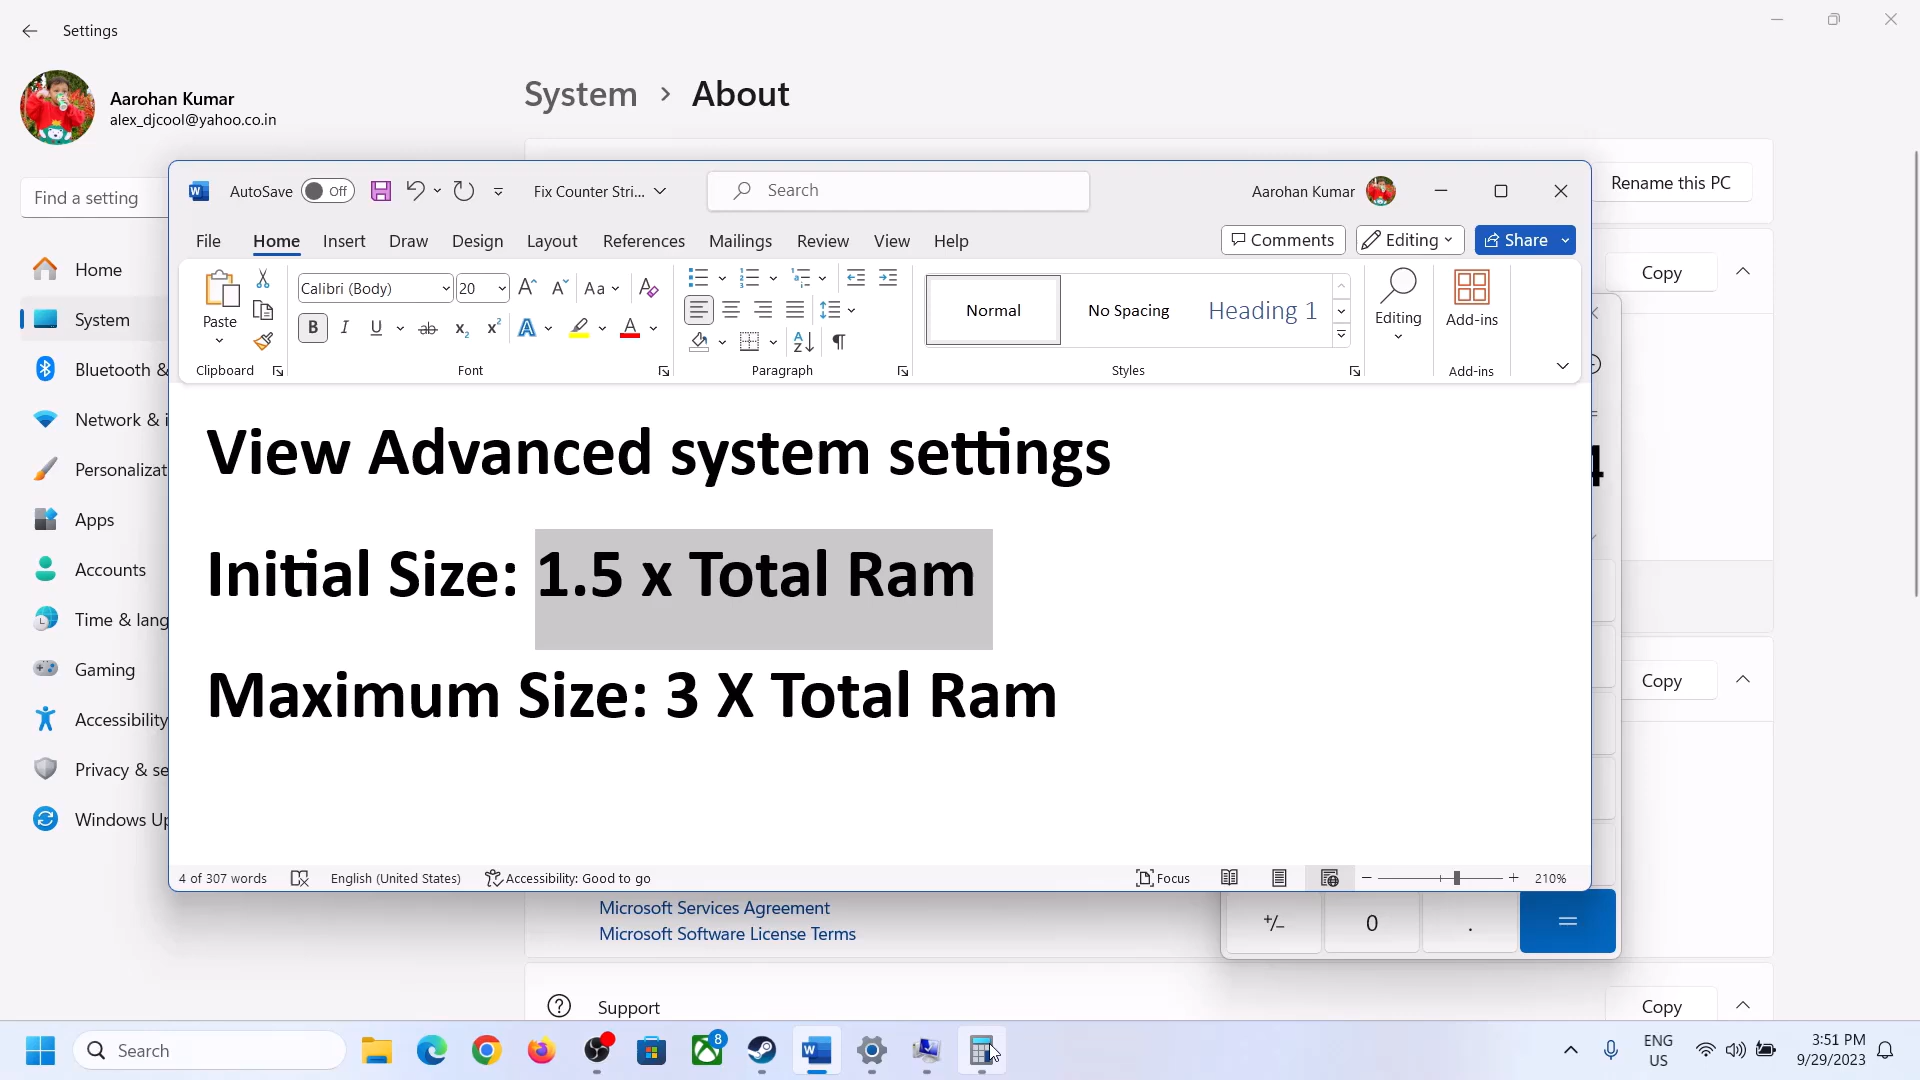 Settings
Aarohan Kumar
alex_djcool@yahoo.co.in
System > About
Find a setting
Rename this PC
AutoSave Off
Fix Counter Stri...
Search
Aarohan Kumar
File Home Insert Draw Design Layout References Mailings Review View Help
Comments Editing Share
Home
System
Bluetooth &
Network & i
Personalizat
Apps
Accounts
Time & lang
Gaming
Accessibility
Privacy & se
Windows Up
Paste
Calibri (Body) 20
Aa
B I U ab x₂ x² A A
Normal
No Spacing
Heading 1
Editing
Add-ins
Clipboard Font Paragraph Styles Add-ins
Copy
View Advanced system settings
Initial Size: 1.5 x Total Ram
Maximum Size: 3 X Total Ram
4
=
Copy
4 of 307 words English (United States) Accessibility: Good to go Focus 210%
Microsoft Services Agreement
Microsoft Software License Terms
+/- 0 . =
Support
Copy
Search
8
ENG
US
3:51 PM
9/29/2023